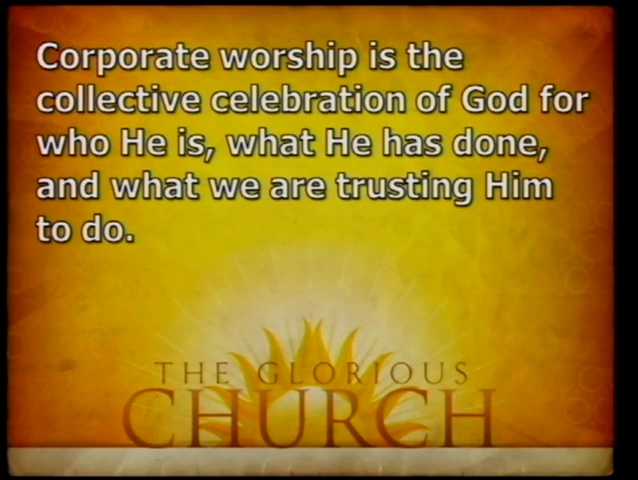 Corporate worship is the
collective celebration of God for
who He is, what He has done,
and what we are trusting Him
to do.
THE GLORIOUS
CHURCH